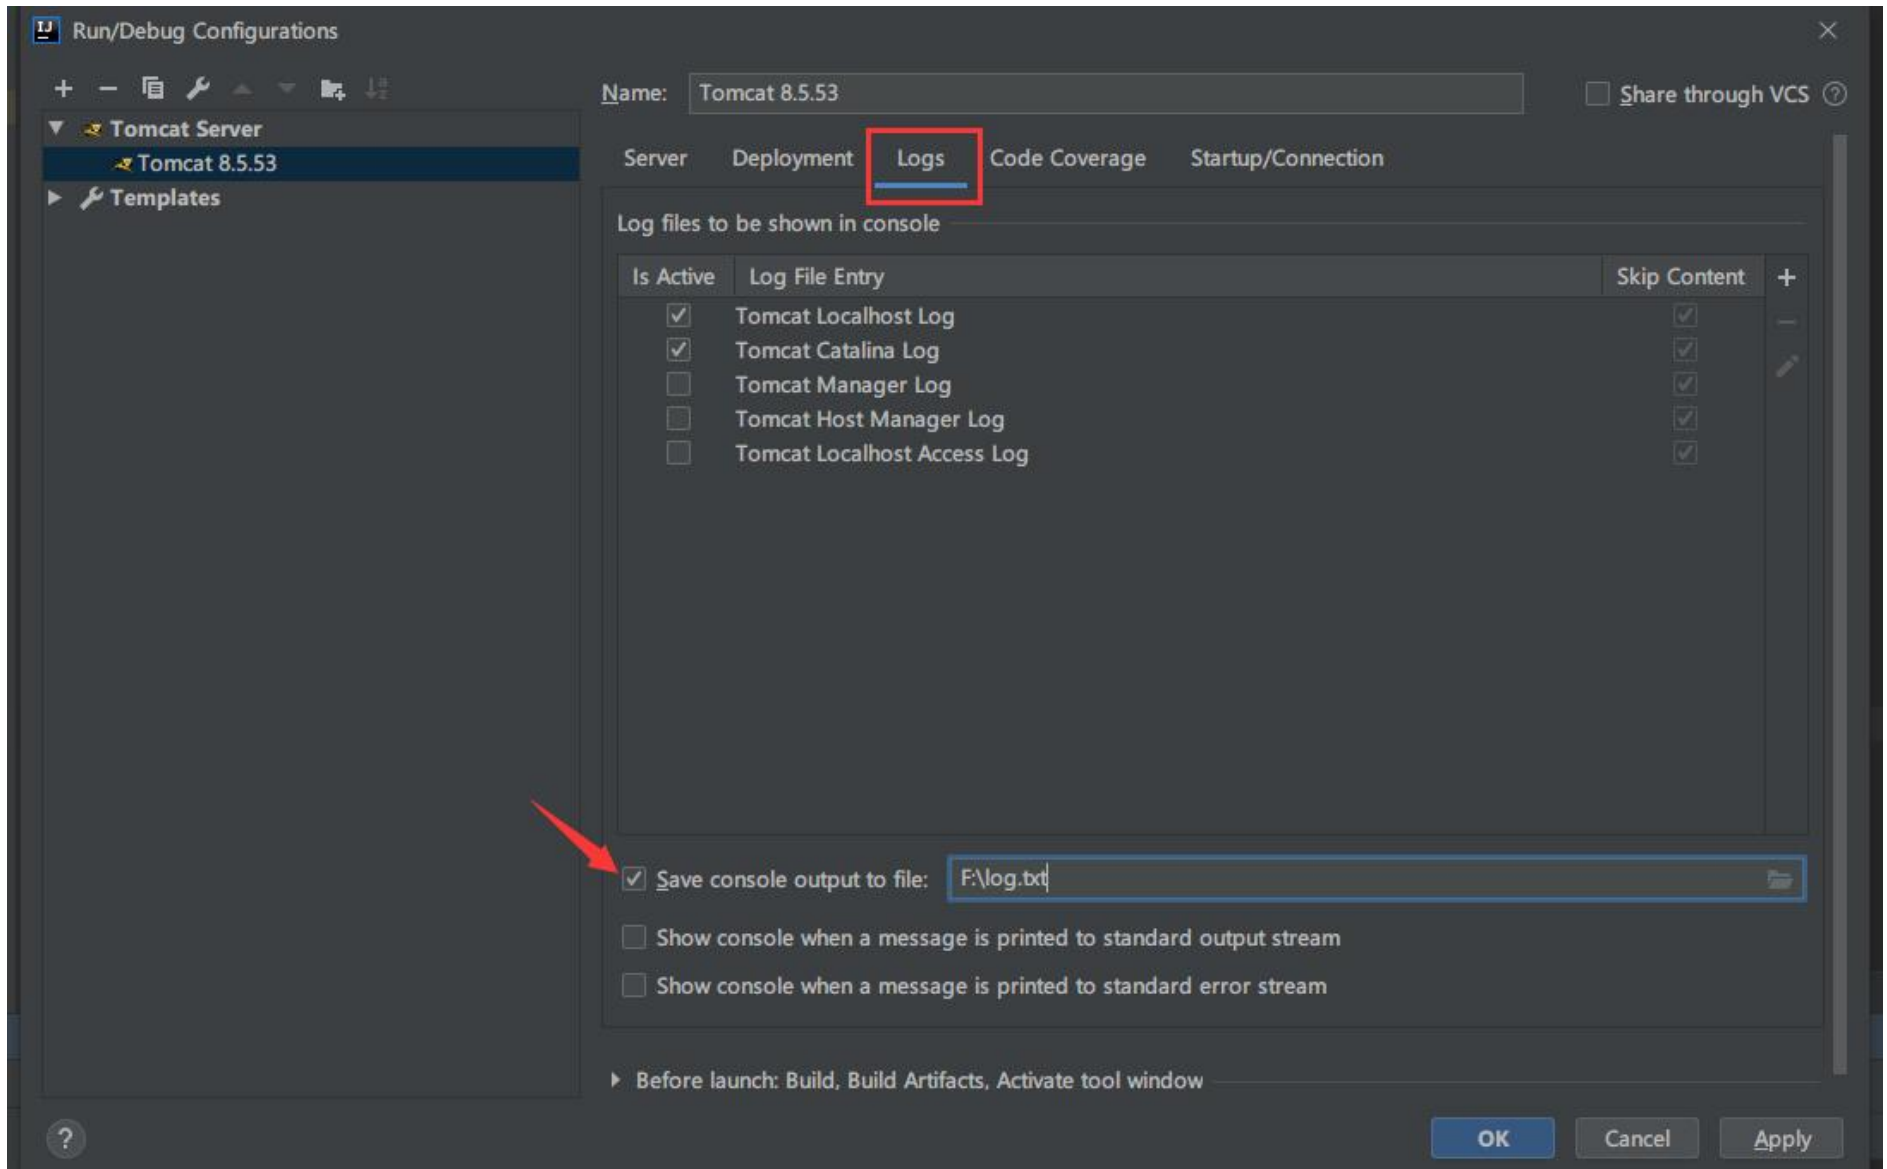 Run/Debug Configurations
Name: Tomcat 8.5.53 Share through VCS
Tomcat Server
Tomcat 8.5.53
Templates
Server Deployment Logs Code Coverage Startup/Connection
Log files to be shown in console
Is Active Log File Entry Skip Content
Tomcat Localhost Log
Tomcat Catalina Log
Tomcat Manager Log
Tomcat Host Manager Log
Tomcat Localhost Access Log
Save console output to file: F:\log.txt
Show console when a message is printed to standard output stream
Show console when a message is printed to standard error stream
Before launch: Build, Build Artifacts, Activate tool window
OK Cancel Apply